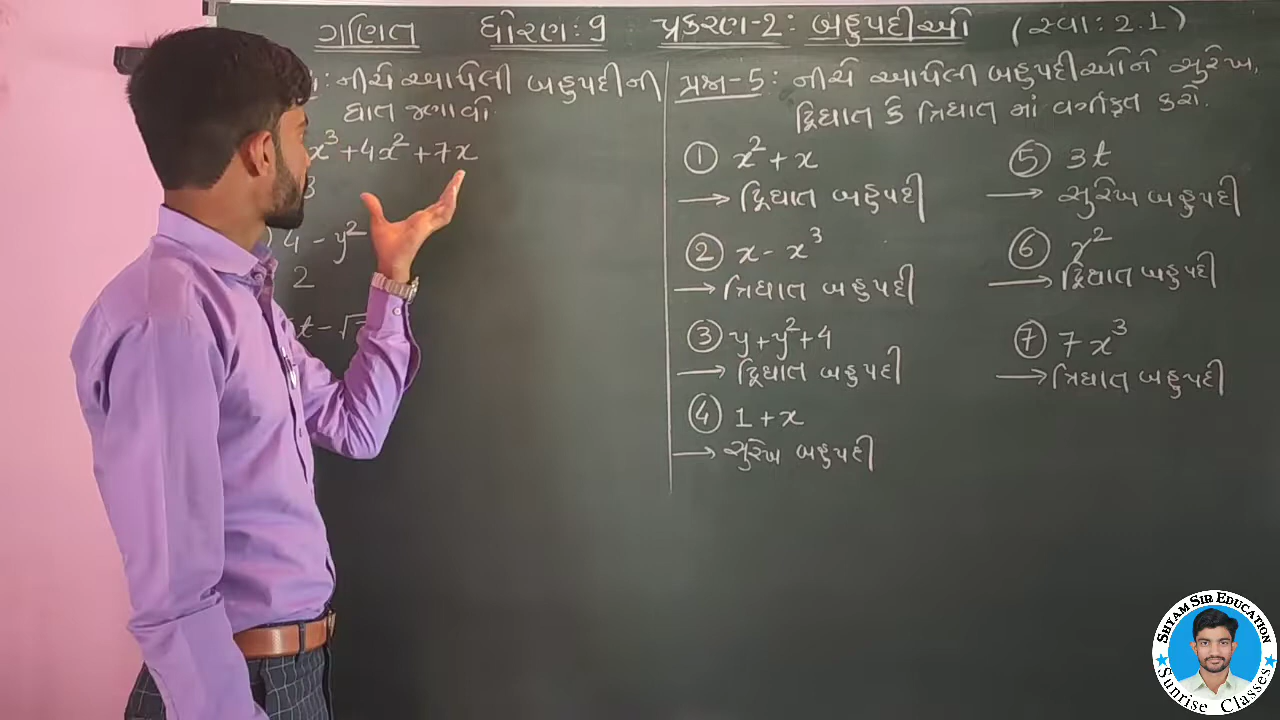 ગણિત ધોરણ: 9 પ્રકરણ-2: બહુપદીઓ (સ્વા: 2.1)
: નીચે આપેલી બહુપદીની
ઘાત જણાવો.
x³ + 4x² + 7x
3
4 - y²
2
t - √
પ્રશ્ન-5: નીચે આપેલી બહુપદીઓને સુરેખ,
દ્વિઘાત કે ત્રિઘાત માં વર્ગીકૃત કરો.
① x² + x
→ દ્વિઘાત બહુપદી
② x - x³
→ ત્રિઘાત બહુપદી
③ y + y² + 4
→ દ્વિઘાત બહુપદી
④ 1 + x
→ સુરેખ બહુપદી
⑤ 3t
→ સુરેખ બહુપદી
⑥ r²
→ દ્વિઘાત બહુપદી
⑦ 7x³
→ ત્રિઘાત બહુપદી
SHYAM SIR EDUCATION
Sunrise Classes